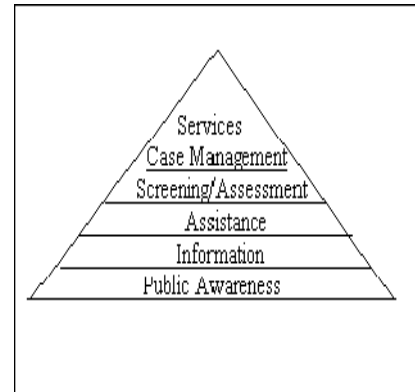 Services
Case Management
Screening/Assessment
Assistance
Information
Public Awareness